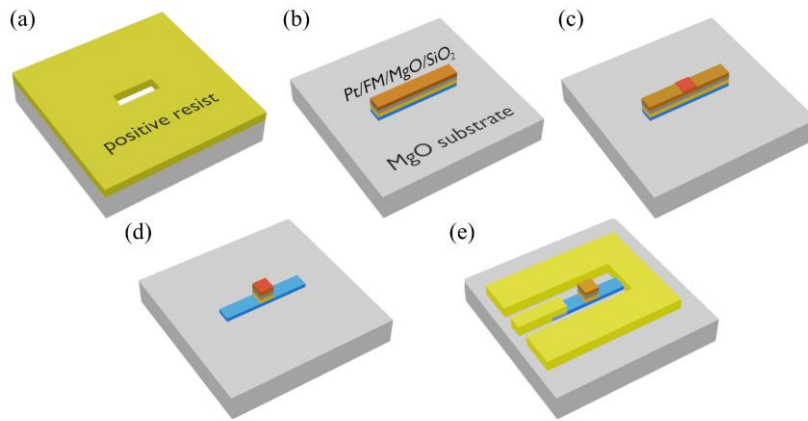 (a)
positive resist
(b)
Pt/FM/MgO/SiO₂
MgO substrate
(c)
(d)
(e)